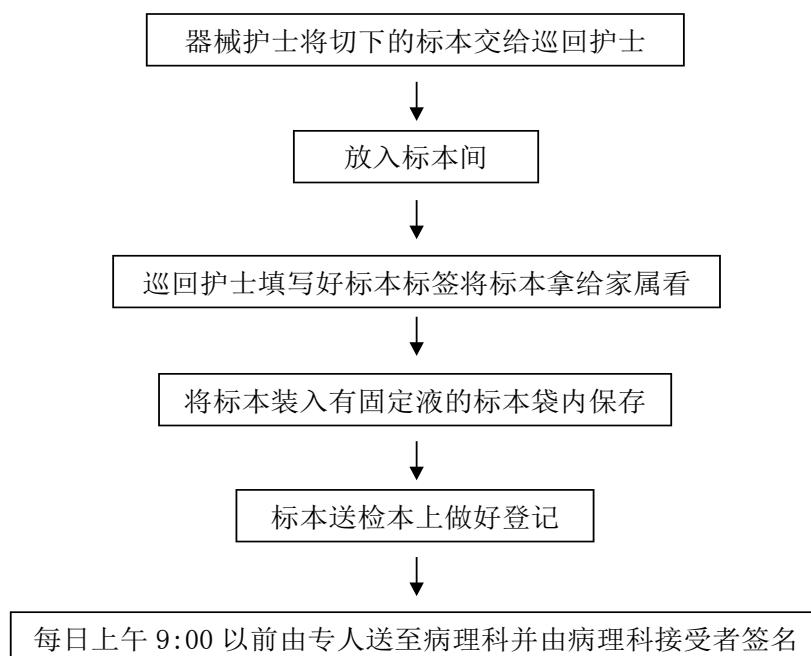 器械护士将切下的标本交给巡回护士
放入标本间
巡回护士填写好标本标签将标本拿给家属看
将标本装入有固定液的标本袋内保存
标本送检本上做好登记
每日上午 9:00 以前由专人送至病理科并由病理科接受者签名